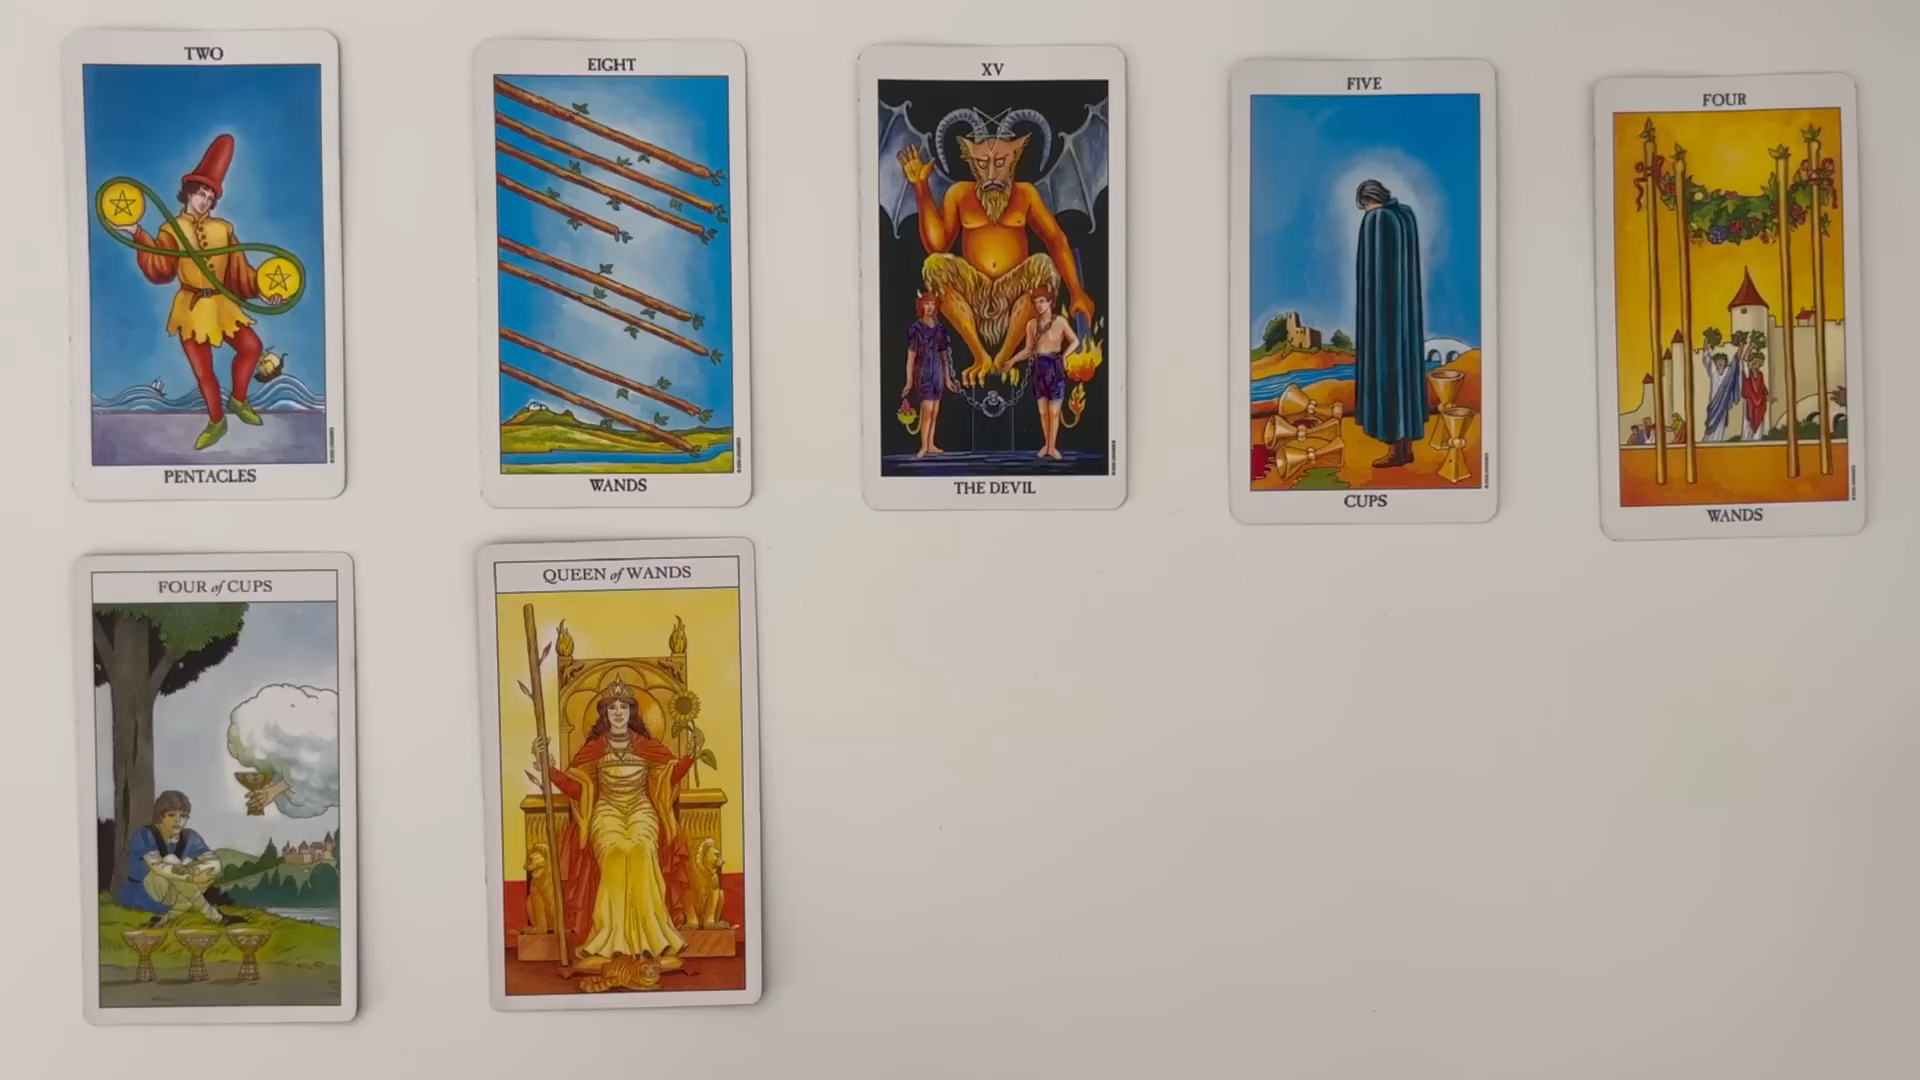 TWO
PENTACLES
EIGHT
WANDS
XV
THE DEVIL
FIVE
CUPS
FOUR
WANDS
FOUR of CUPS
QUEEN of WANDS